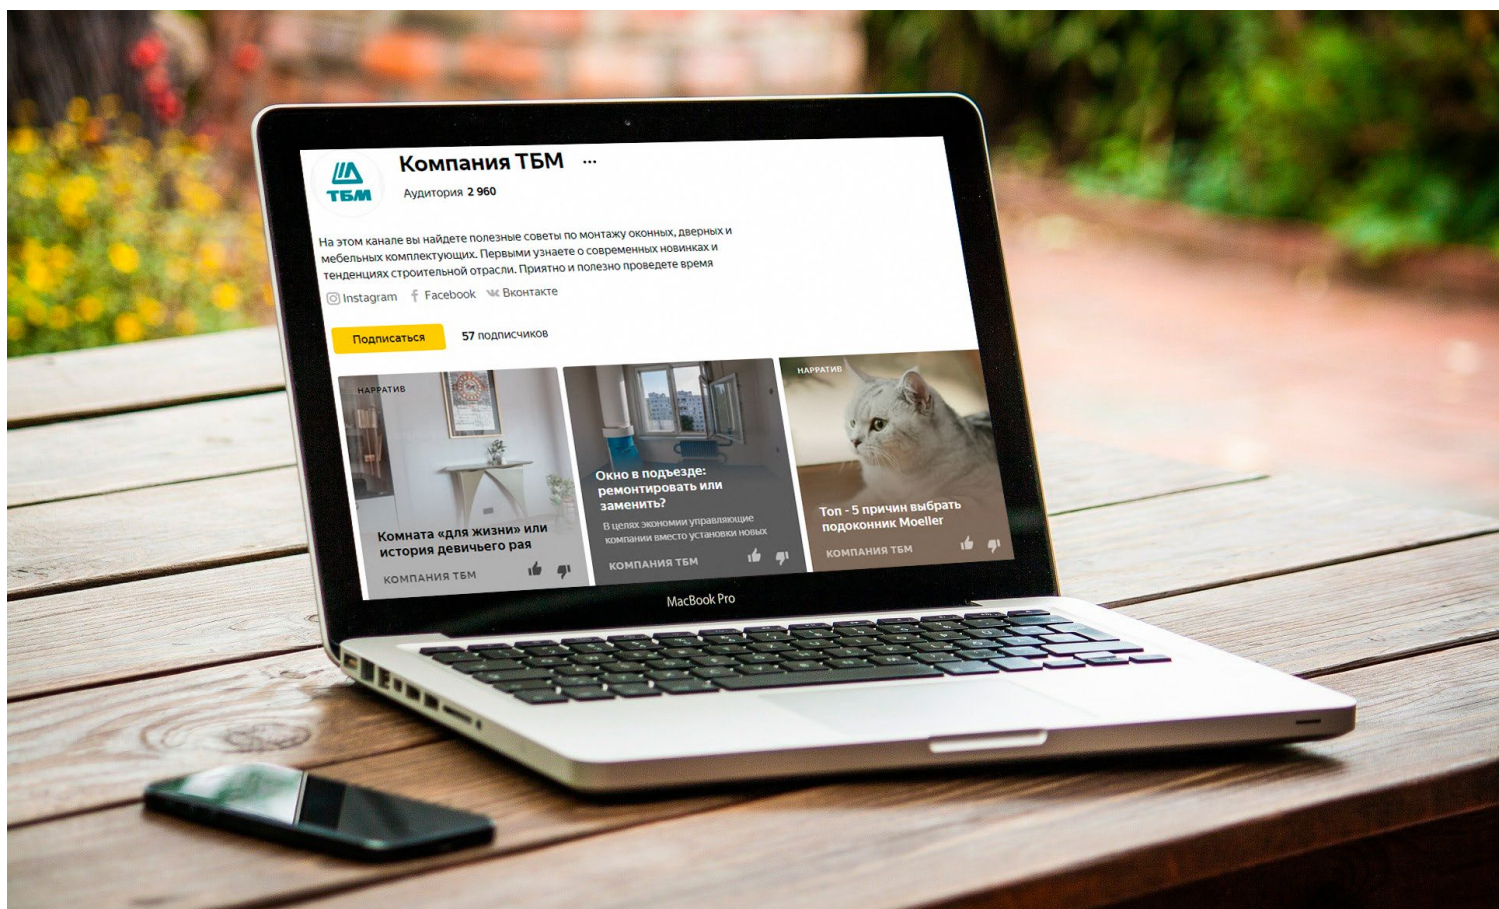 ТБМ
Компания ТБМ ...
Аудитория 2 960
На этом канале вы найдете полезные советы по монтажу оконных, дверных и
мебельных комплектующих. Первыми узнаете о современных новинках и
тенденциях строительной отрасли. Приятно и полезно проведете время
Instagram Facebook Вконтакте
Подписаться 57 подписчиков
НАРРАТИВ
Комната «для жизни» или
история девичьего рая
КОМПАНИЯ ТБМ
Окно в подъезде:
ремонтировать или
заменить?
В целях экономии управляющие
компании вместо установки новых
КОМПАНИЯ ТБМ
НАРРАТИВ
Топ - 5 причин выбрать
подоконник Moeller
КОМПАНИЯ ТБМ
MacBook Pro